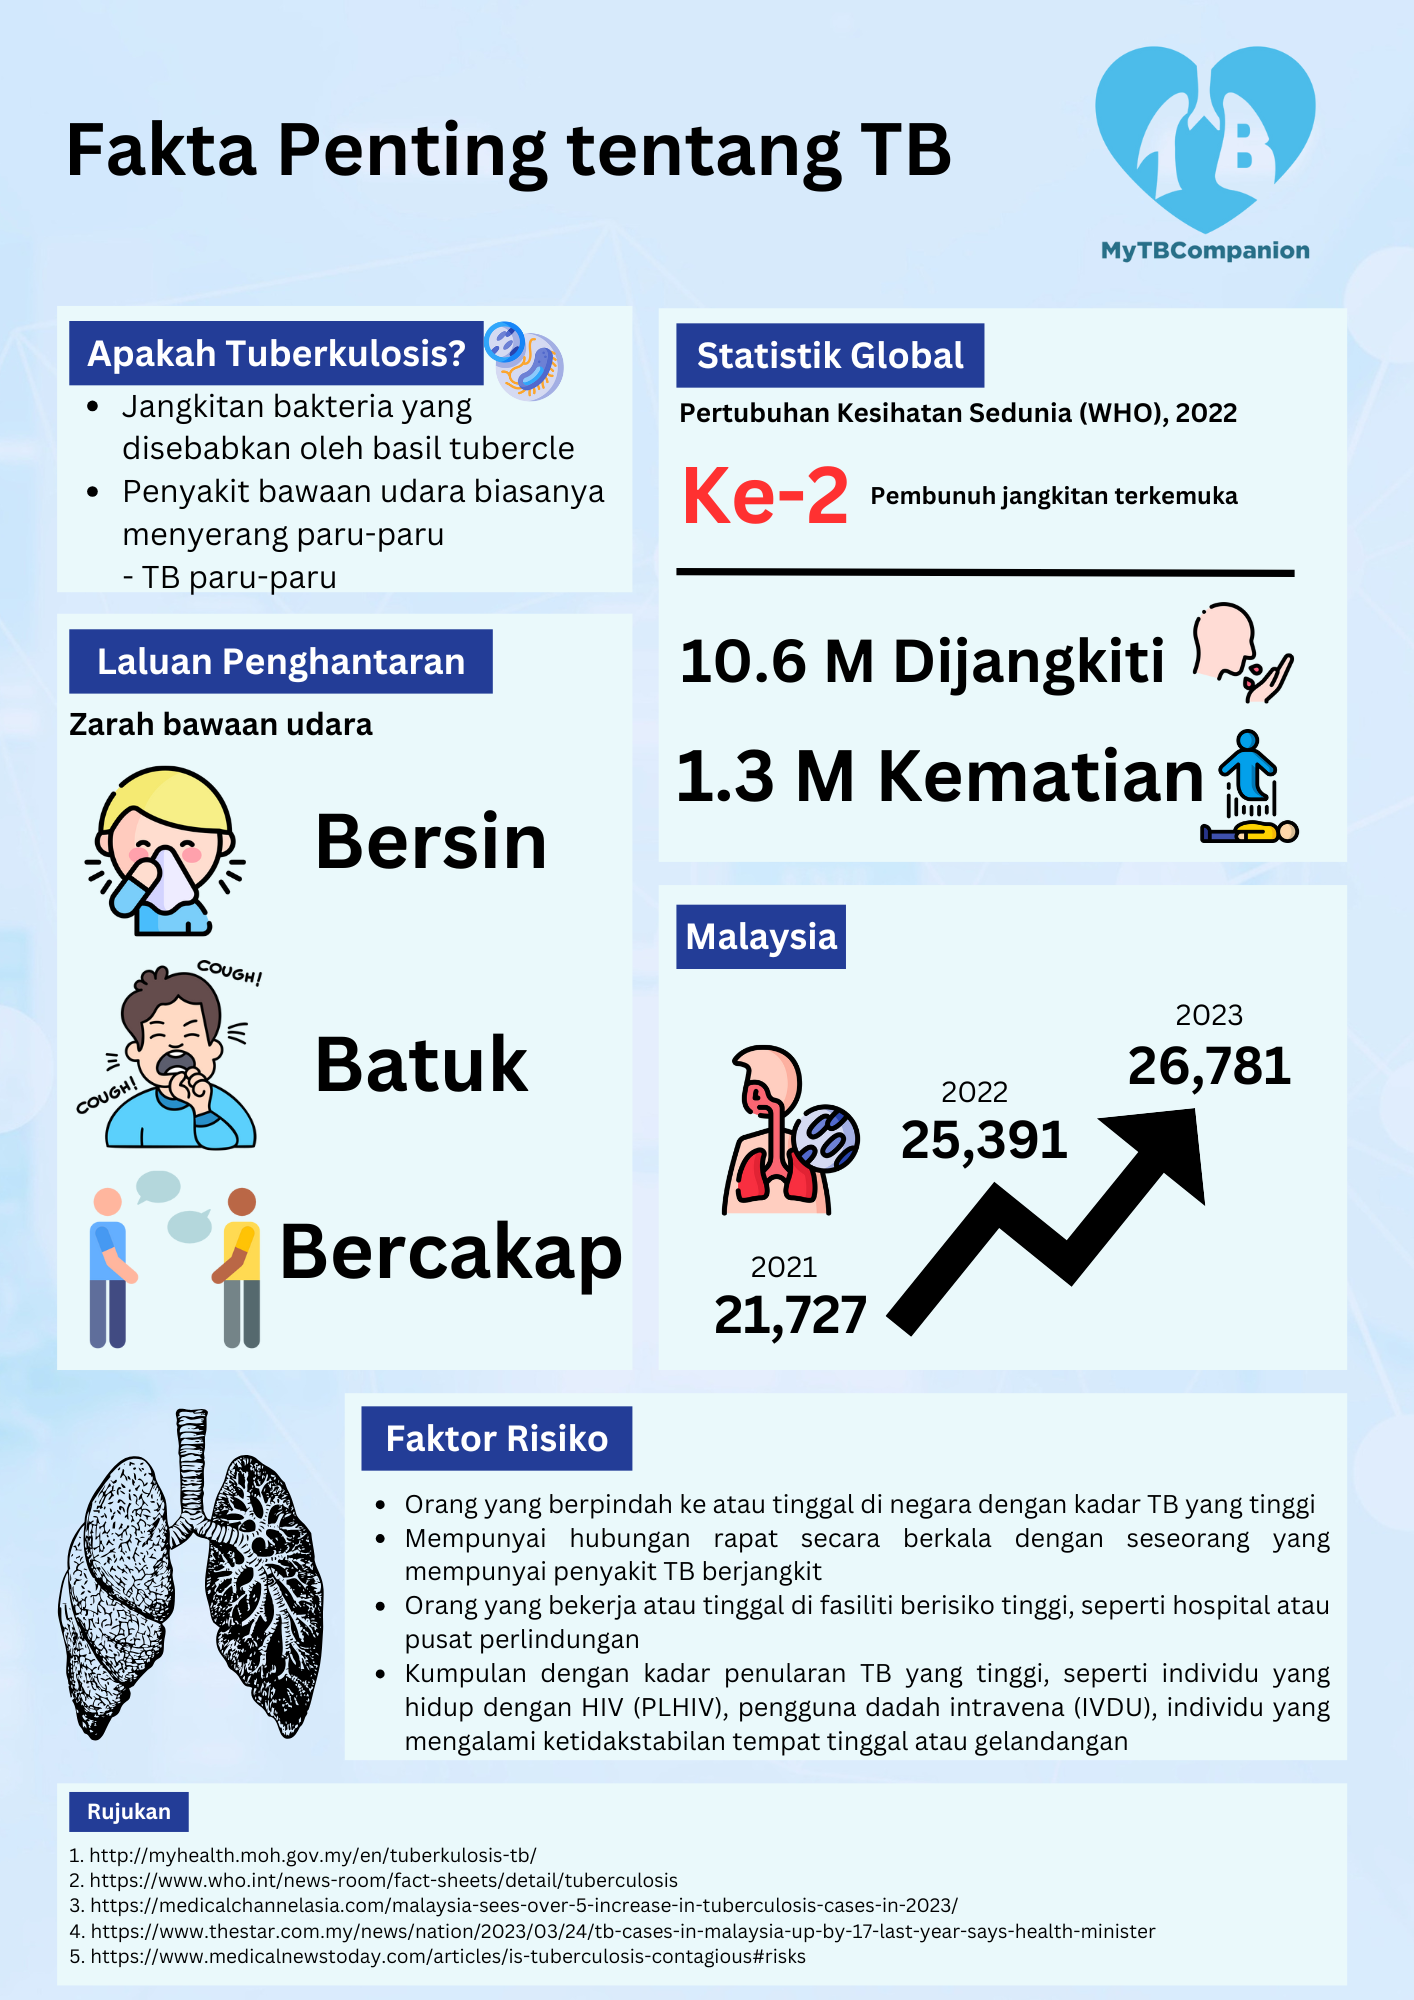 Fakta Penting tentang TB
TB
MyTBCompanion
Apakah Tuberkulosis?
• Jangkitan bakteria yang
disebabkan oleh basil tubercle
• Penyakit bawaan udara biasanya
menyerang paru-paru
- TB paru-paru
Laluan Penghantaran
Zarah bawaan udara
Bersin
COUGH!
COUGH!
Batuk
Bercakap
Statistik Global
Pertubuhan Kesihatan Sedunia (WHO), 2022
Ke-2 Pembunuh jangkitan terkemuka
10.6 M Dijangkiti
1.3 M Kematian
Malaysia
2023
26,781
2022
25,391
2021
21,727
Faktor Risiko
• Orang yang berpindah ke atau tinggal di negara dengan kadar TB yang tinggi
• Mempunyai hubungan rapat secara berkala dengan seseorang yang
mempunyai penyakit TB berjangkit
• Orang yang bekerja atau tinggal di fasiliti berisiko tinggi, seperti hospital atau
pusat perlindungan
• Kumpulan dengan kadar penularan TB yang tinggi, seperti individu yang
hidup dengan HIV (PLHIV), pengguna dadah intravena (IVDU), individu yang
mengalami ketidakstabilan tempat tinggal atau gelandangan
Rujukan
1. http://myhealth.moh.gov.my/en/tuberkulosis-tb/
2. https://www.who.int/news-room/fact-sheets/detail/tuberculosis
3. https://medicalchannelasia.com/malaysia-sees-over-5-increase-in-tuberculosis-cases-in-2023/
4. https://www.thestar.com.my/news/nation/2023/03/24/tb-cases-in-malaysia-up-by-17-last-year-says-health-minister
5. https://www.medicalnewstoday.com/articles/is-tuberculosis-contagious#risks